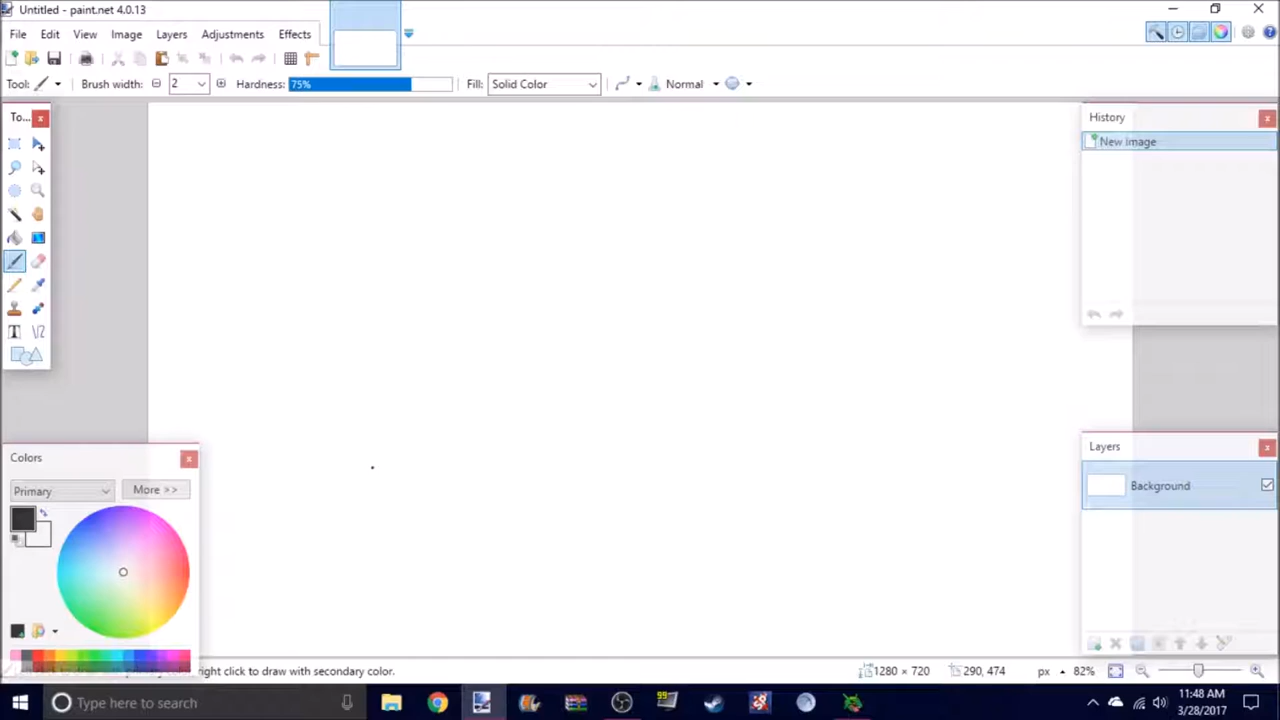 Untitled - paint.net 4.0.13
File Edit View Image Layers Adjustments Effects
Tool: Brush width: 2 Hardness: 75% Fill: Solid Color Normal
To...
History
New Image
Colors
Primary More >>
Layers
Background
right click to draw with secondary color.
1280 × 720 290, 474 px 82%
Type here to search
99
11:48 AM
3/28/2017